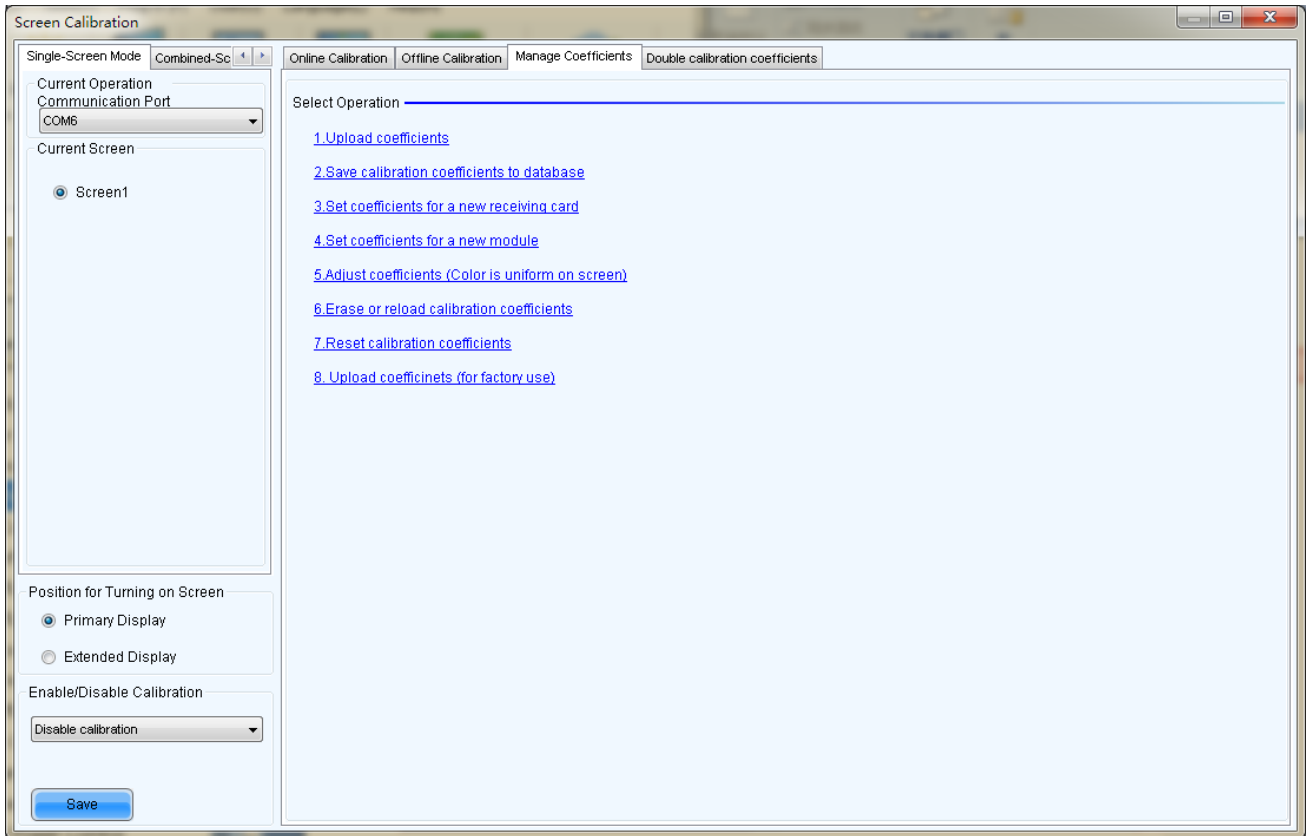 Screen Calibration
Single-Screen Mode
Combined-Sc
Current Operation
Communication Port
COM6
Current Screen
Screen1
Position for Turning on Screen
Primary Display
Extended Display
Enable/Disable Calibration
Disable calibration
Save
Online Calibration
Offline Calibration
Manage Coefficients
Double calibration coefficients
Select Operation
1.Upload coefficients
2.Save calibration coefficients to database
3.Set coefficients for a new receiving card
4.Set coefficients for a new module
5.Adjust coefficients (Color is uniform on screen)
6.Erase or reload calibration coefficients
7.Reset calibration coefficients
8. Upload coefficinets (for factory use)